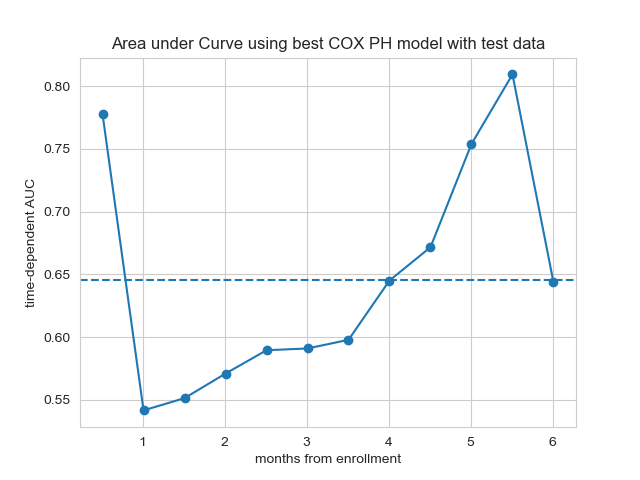 Area under Curve using best COX PH model with test data
time-dependent AUC
0.80
0.75
0.70
0.65
0.60
0.55
1 2 3 4 5 6
months from enrollment